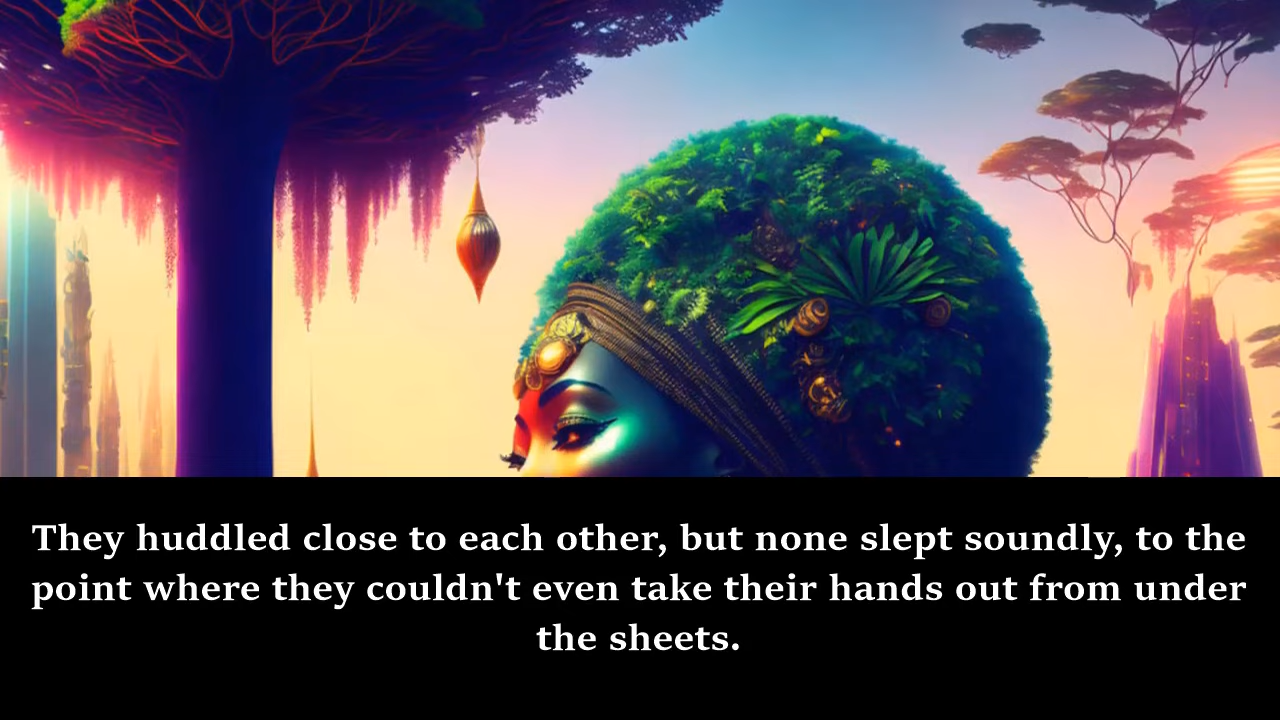 They huddled close to each other, but none slept soundly, to the
point where they couldn't even take their hands out from under
the sheets.